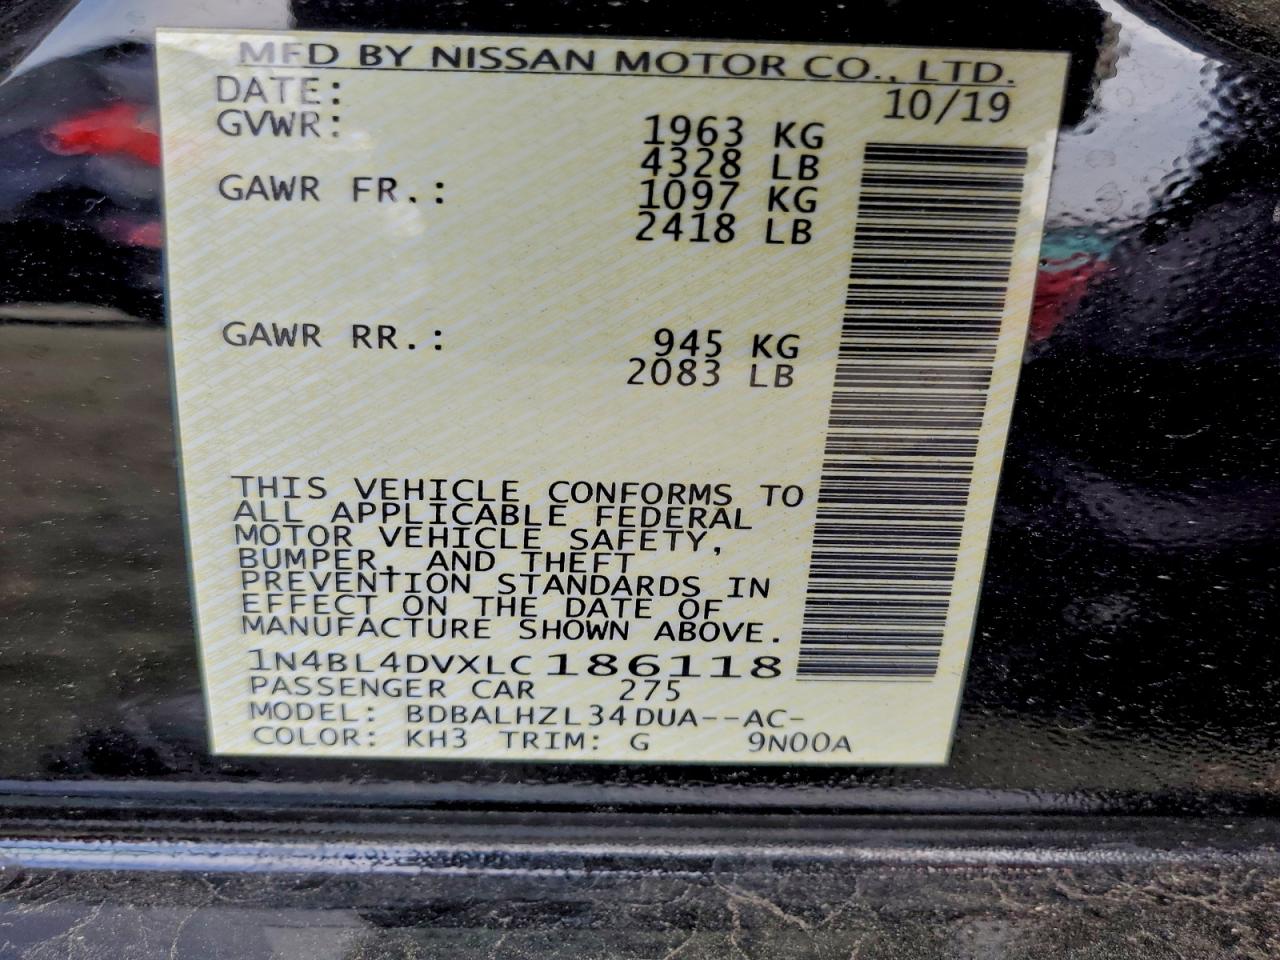 MFD BY NISSAN MOTOR CO., LTD.
DATE: 10/19
GVWR: 1963 KG
4328 LB
GAWR FR.: 1097 KG
2418 LB
GAWR RR.: 945 KG
2083 LB
THIS VEHICLE CONFORMS TO
ALL APPLICABLE FEDERAL
MOTOR VEHICLE SAFETY,
BUMPER, AND THEFT
PREVENTION STANDARDS IN
EFFECT ON THE DATE OF
MANUFACTURE SHOWN ABOVE.
1N4BL4DVXLC186118
PASSENGER CAR 275
MODEL: BDBALHZL34DUA--AC-
COLOR: KH3 TRIM: G 9N00A